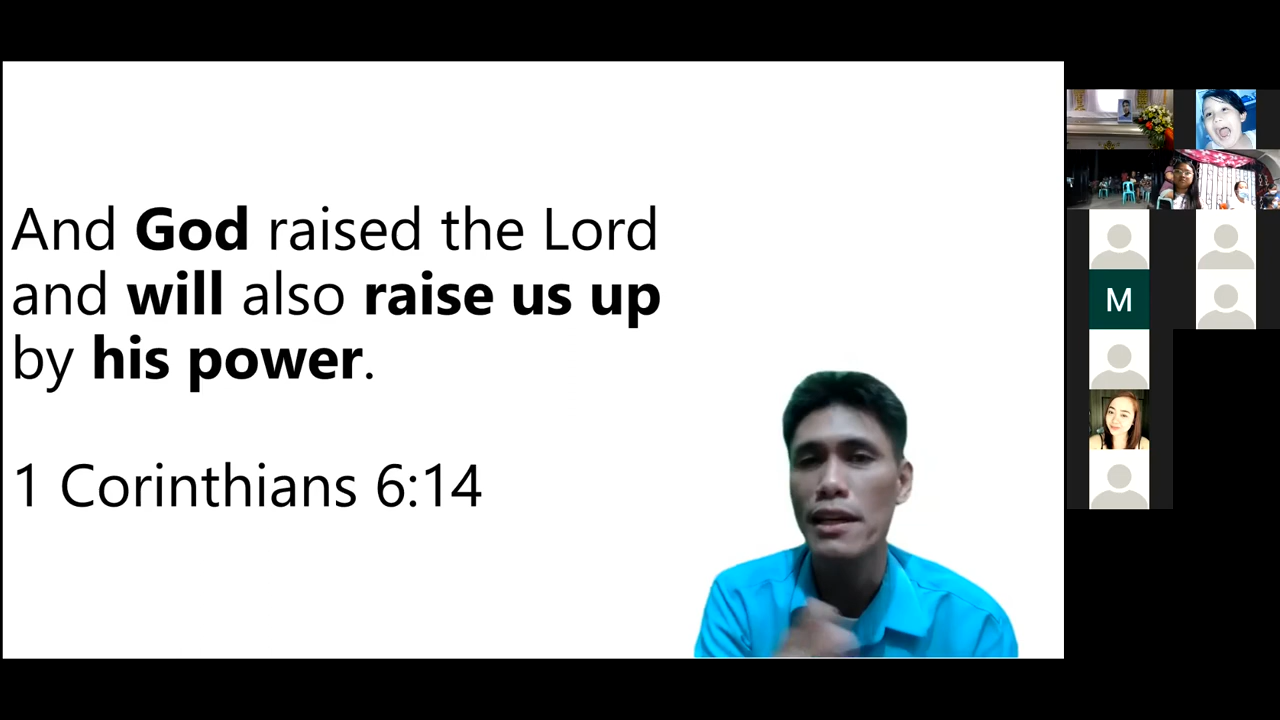 And God raised the Lord
and will also raise us up
by his power.
1 Corinthians 6:14
M